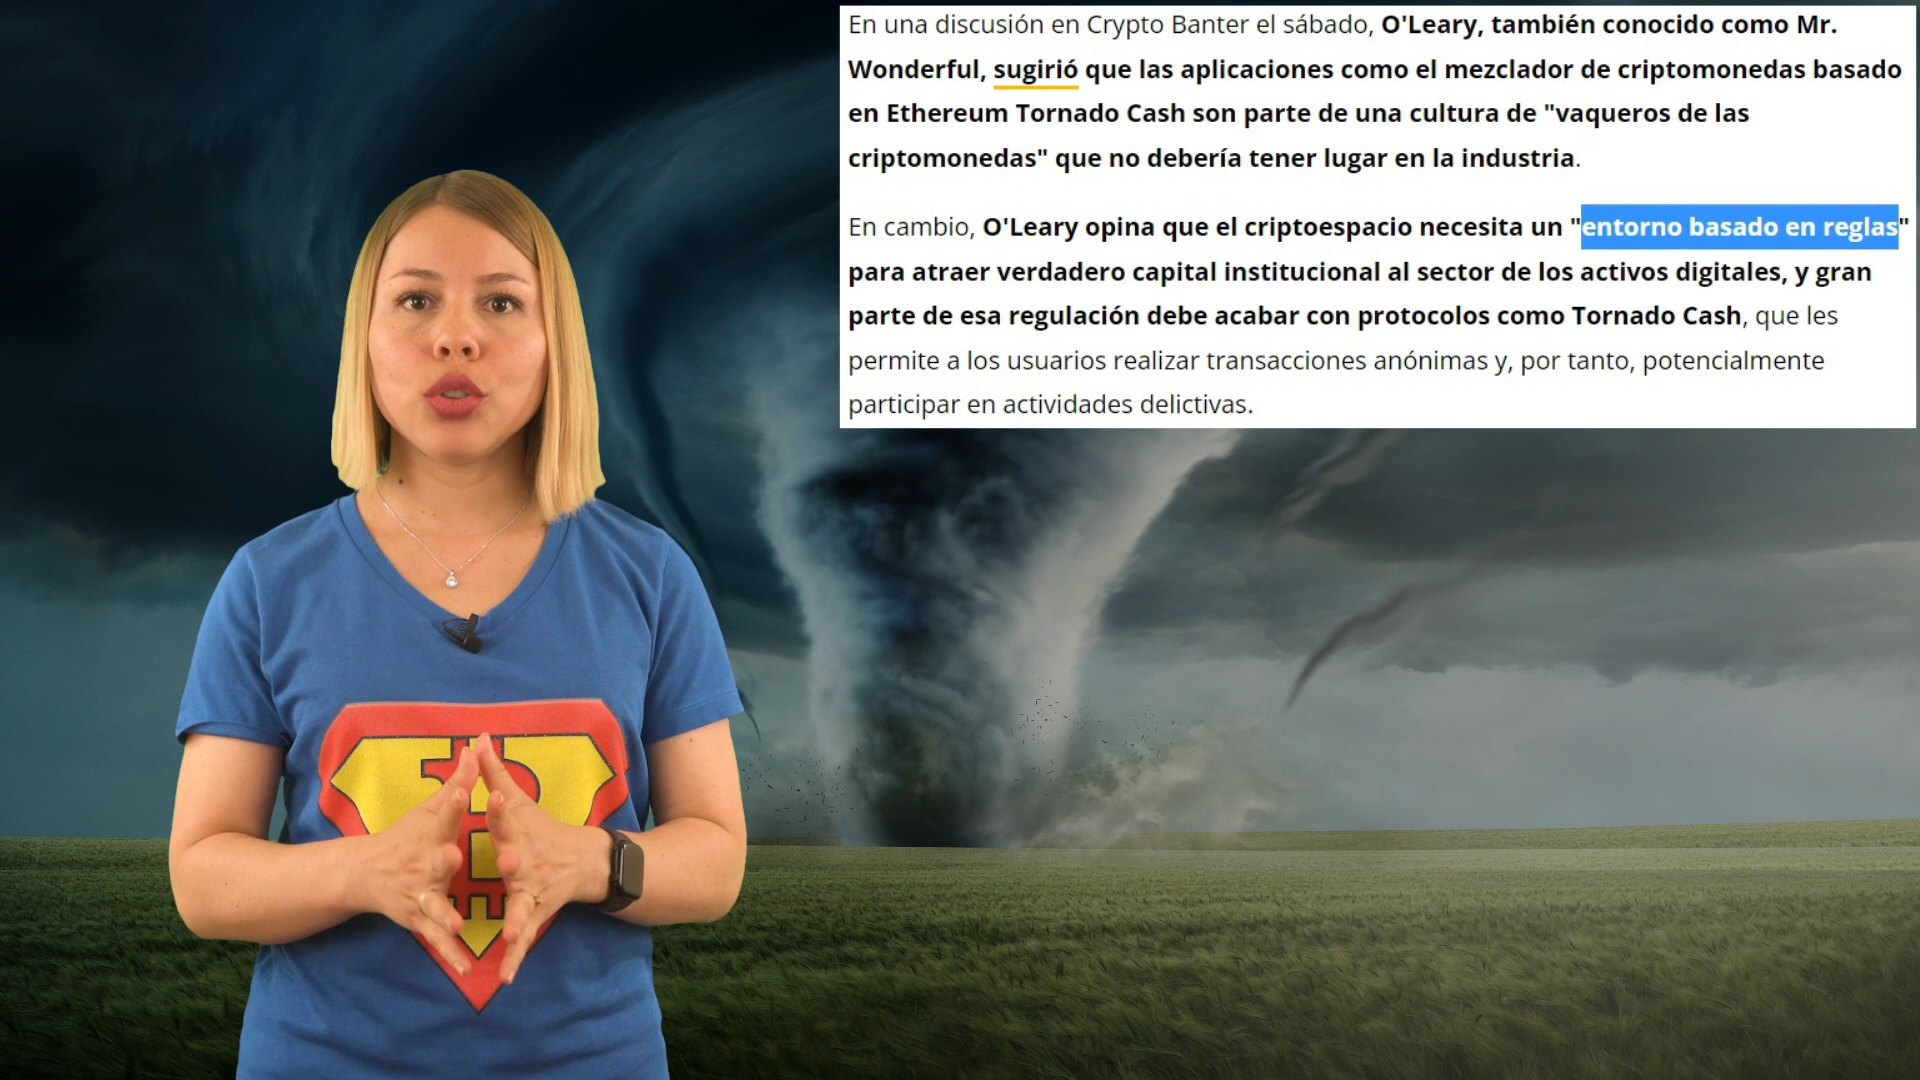 En una discusión en Crypto Banter el sábado, O'Leary, también conocido como Mr.
Wonderful, sugirió que las aplicaciones como el mezclador de criptomonedas basado
en Ethereum Tornado Cash son parte de una cultura de "vaqueros de las
criptomonedas" que no debería tener lugar en la industria.
En cambio, O'Leary opina que el criptoespacio necesita un "entorno basado en reglas"
para atraer verdadero capital institucional al sector de los activos digitales, y gran
parte de esa regulación debe acabar con protocolos como Tornado Cash, que les
permite a los usuarios realizar transacciones anónimas y, por tanto, potencialmente
participar en actividades delictivas.